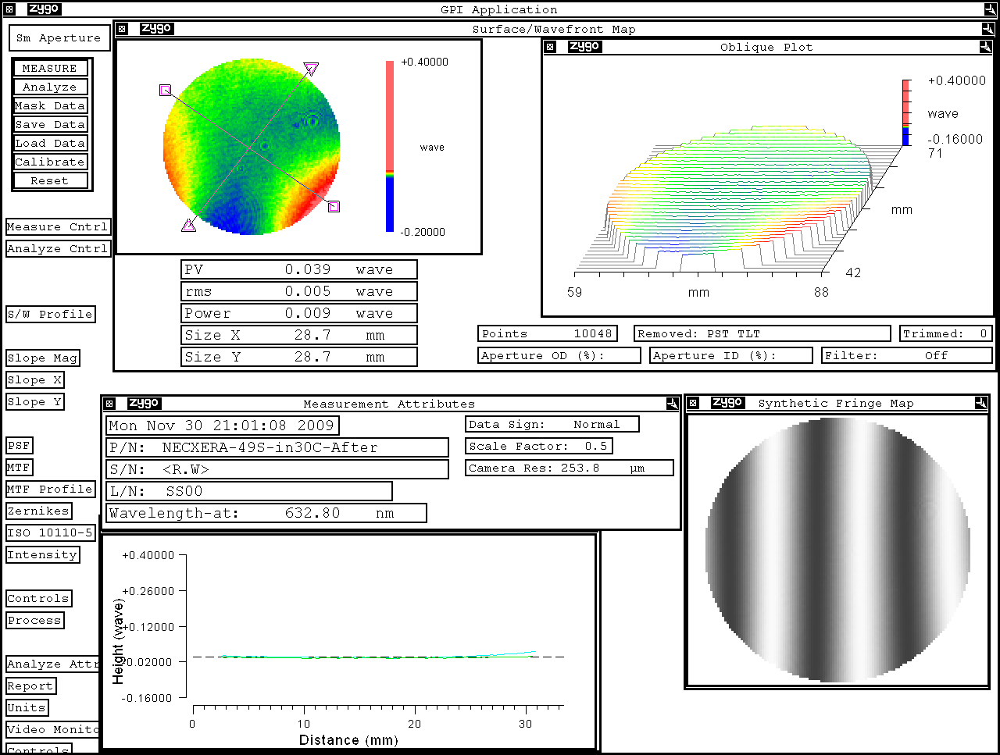 zygo GPI Application
Sm Aperture
MEASURE
Analyze
Mask Data
Save Data
Load Data
Calibrate
Reset
Measure Cntrl
Analyze Cntrl
S/W Profile
Slope Mag
Slope X
Slope Y
PSF
MTF
MTF Profile
Zernikes
ISO 10110-5
Intensity
Controls
Process
Analyze Attr
Report
Units
Video Monito
Controls
zygo Surface/Wavefront Map
+0.40000
wave
-0.20000
PV 0.039 wave
rms 0.005 wave
Power 0.009 wave
Size X 28.7 mm
Size Y 28.7 mm
zygo Oblique Plot
+0.40000
wave
-0.16000
71
mm
42
59 mm 88
Points 10048
Removed: PST TLT
Trimmed: 0
Aperture OD (%):
Aperture ID (%):
Filter: Off
zygo Measurement Attributes
Mon Nov 30 21:01:08 2009
P/N: NECXERA-49S-in30C-After
S/N: <R.W>
L/N: SS00
Wavelength-at: 632.80 nm
Data Sign: Normal
Scale Factor: 0.5
Camera Res: 253.8 µm
zygo Synthetic Fringe Map
+0.40000
+0.26000
+0.12000
-0.02000
-0.16000
Height (wave)
0 10 20 30
Distance (mm)